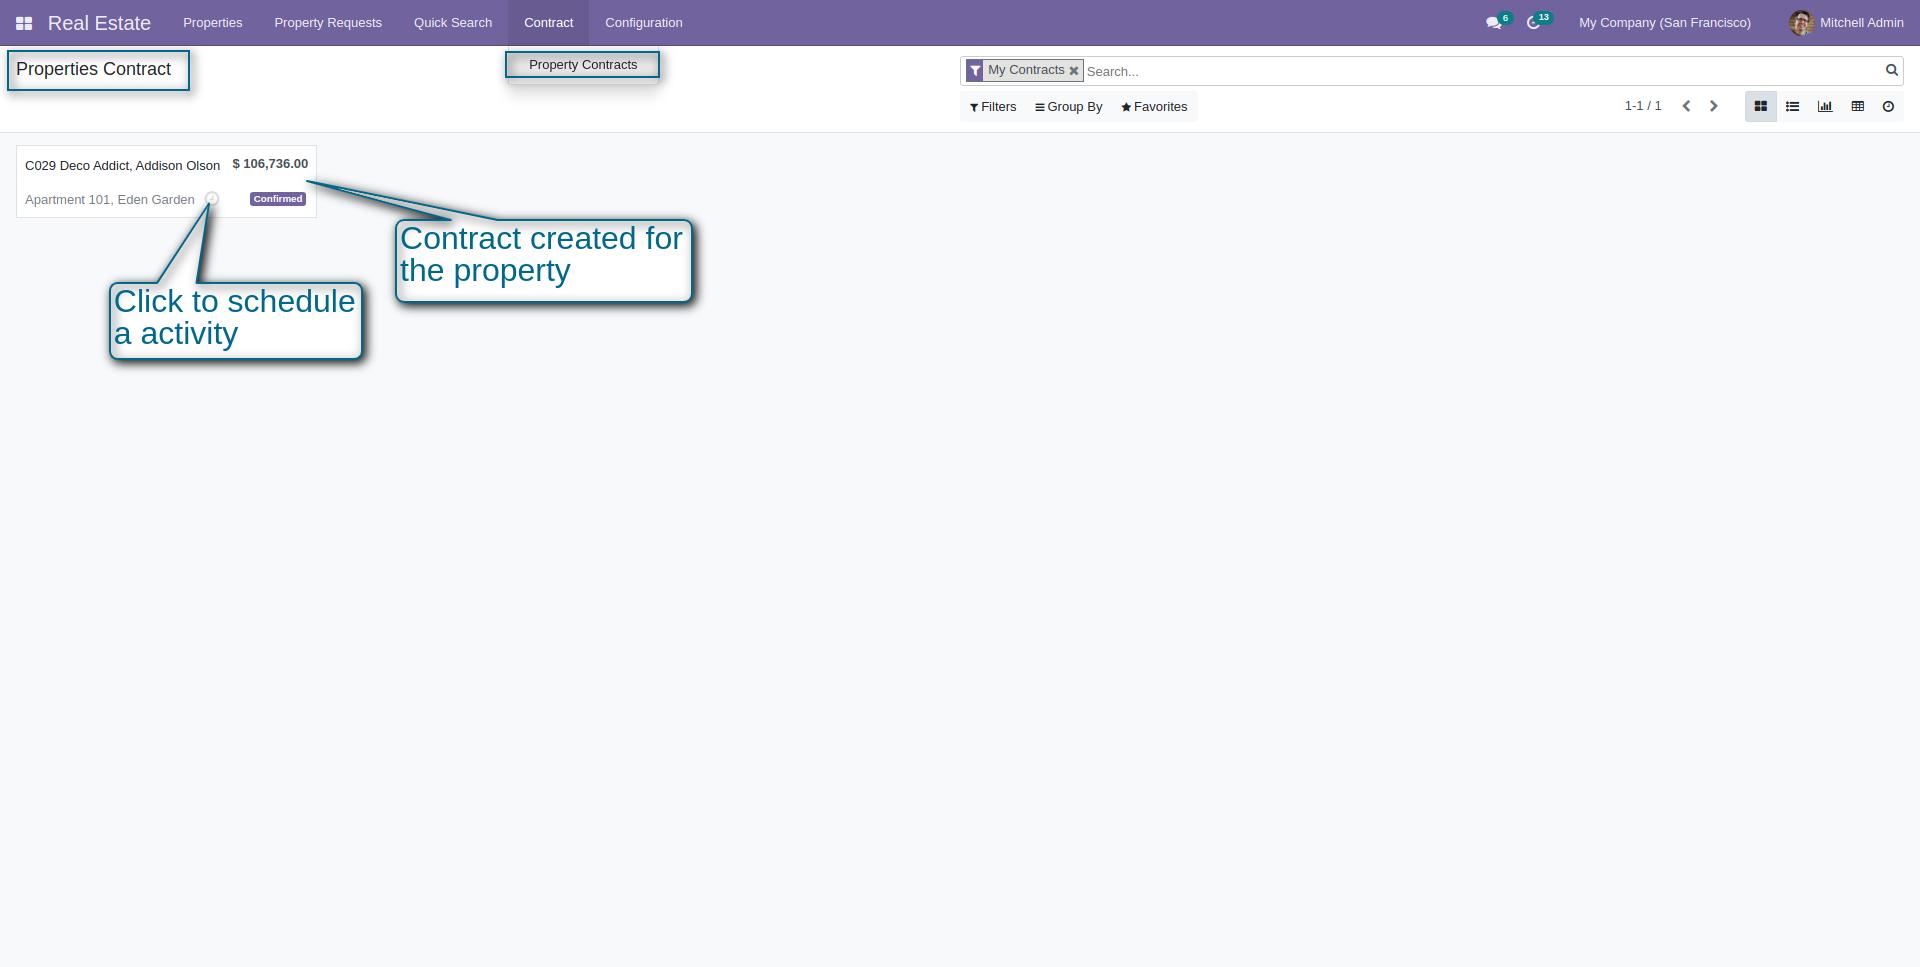 Real Estate Properties Property Requests Quick Search Contract Configuration 6 13 My Company (San Francisco) Mitchell Admin
Properties Contract
Property Contracts
My Contracts Search...
Filters Group By Favorites 1-1 / 1
C029 Deco Addict, Addison Olson $ 106,736.00
Apartment 101, Eden Garden Confirmed
Contract created for
the property
Click to schedule
a activity